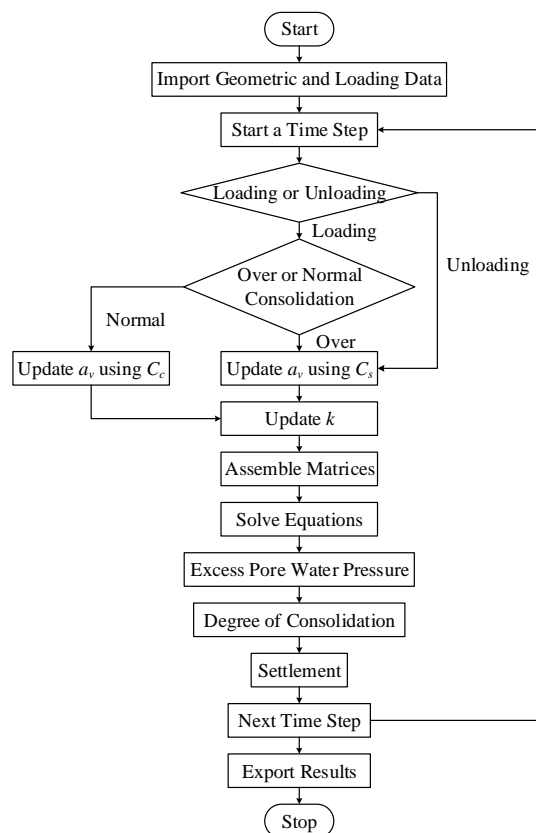 Start
Import Geometric and Loading Data
Start a Time Step
Loading or Unloading
Loading
Unloading
Over or Normal
Consolidation
Normal
Over
Update a_v using C_c
Update a_v using C_s
Update k
Assemble Matrices
Solve Equations
Excess Pore Water Pressure
Degree of Consolidation
Settlement
Next Time Step
Export Results
Stop